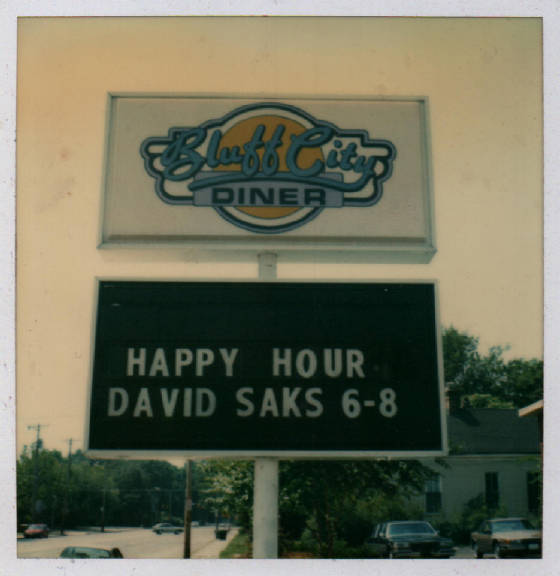 Bluff City
DINER
HAPPY HOUR
DAVID SAKS 6-8